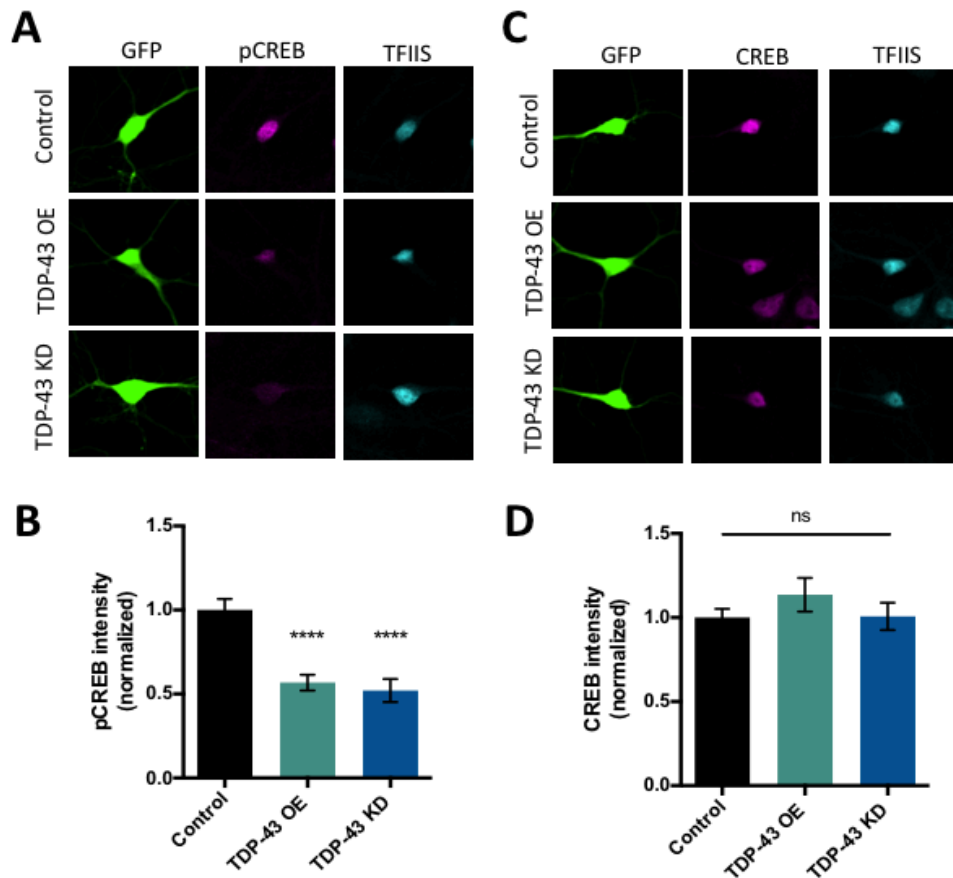 A
GFP
pCREB
TFIIS
Control
TDP-43 OE
TDP-43 KD
B
pCREB intensity
(normalized)
1.5
1.0
0.5
0.0
****
****
Control
TDP-43 OE
TDP-43 KD
C
GFP
CREB
TFIIS
Control
TDP-43 OE
TDP-43 KD
D
CREB intensity
(normalized)
1.5
1.0
0.5
0.0
ns
Control
TDP-43 OE
TDP-43 KD